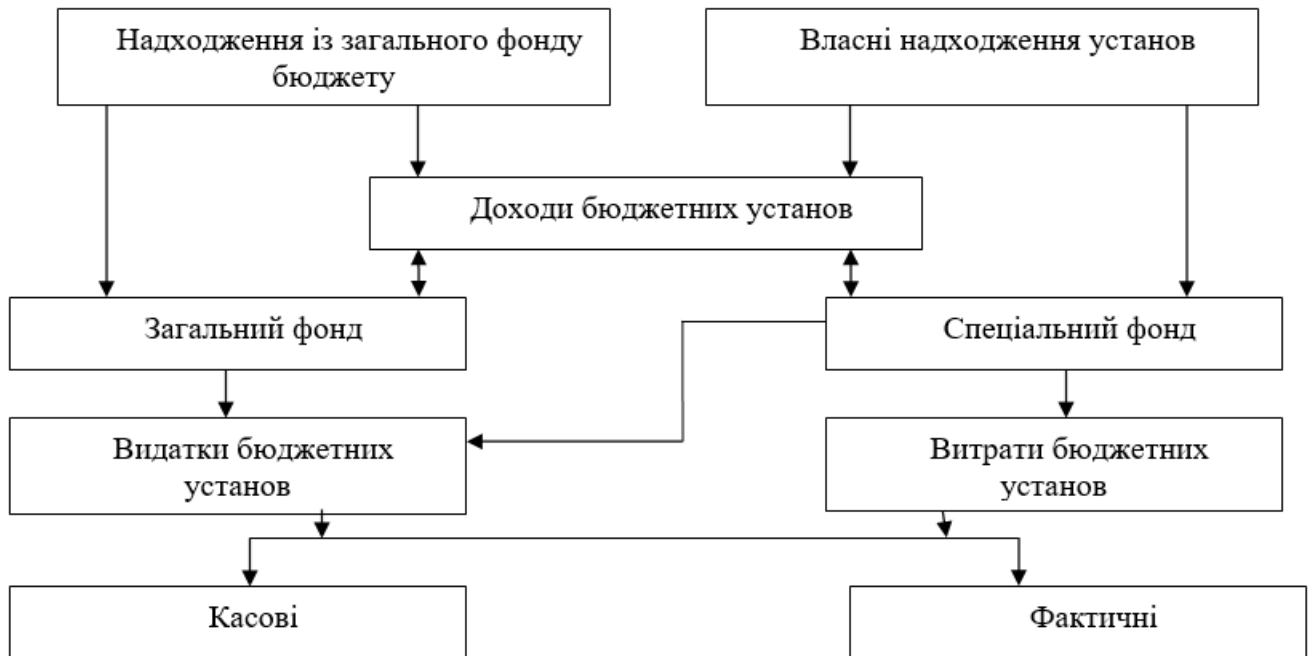 Надходження із загального фонду
бюджету
Власні надходження установ
Доходи бюджетних установ
Загальний фонд
Спеціальний фонд
Видатки бюджетних
установ
Витрати бюджетних
установ
Касові
Фактичні